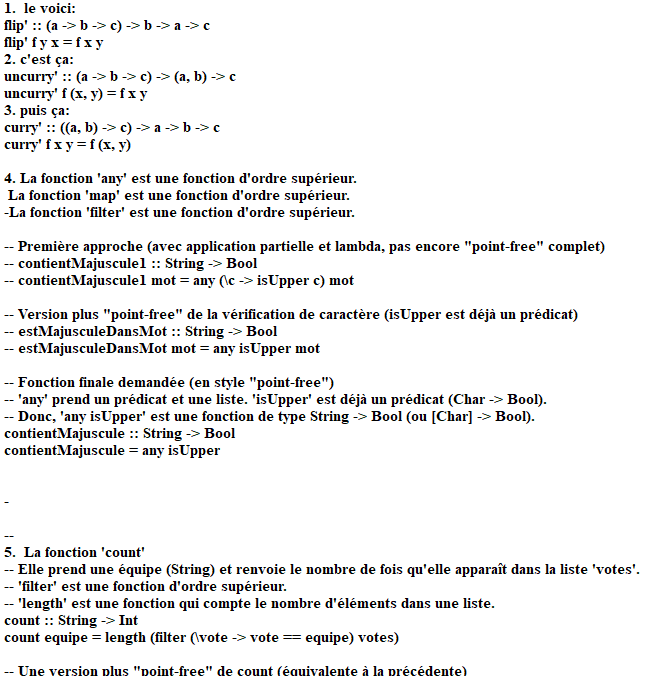 1.  le voici:
flip' :: (a -> b -> c) -> b -> a -> c
flip' f y x = f x y
2. c'est ça:
uncurry' :: (a -> b -> c) -> (a, b) -> c
uncurry' f (x, y) = f x y
3. puis ça:
curry' :: ((a, b) -> c) -> a -> b -> c
curry' f x y = f (x, y)
4. La fonction 'any' est une fonction d'ordre supérieur.
La fonction 'map' est une fonction d'ordre supérieur.
-La fonction 'filter' est une fonction d'ordre supérieur.
-- Première approche (avec application partielle et lambda, pas encore "point-free" complet)
-- contientMajuscule1 :: String -> Bool
-- contientMajuscule1 mot = any (\c -> isUpper c) mot
-- Version plus "point-free" de la vérification de caractère (isUpper est déjà un prédicat)
-- estMajusculeDansMot :: String -> Bool
-- estMajusculeDansMot mot = any isUpper mot
-- Fonction finale demandée (en style "point-free")
-- 'any' prend un prédicat et une liste. 'isUpper' est déjà un prédicat (Char -> Bool).
-- Donc, 'any isUpper' est une fonction de type String -> Bool (ou [Char] -> Bool).
contientMajuscule :: String -> Bool
contientMajuscule = any isUpper
-
--
5.  La fonction 'count'
-- Elle prend une équipe (String) et renvoie le nombre de fois qu'elle apparaît dans la liste 'votes'.
-- 'filter' est une fonction d'ordre supérieur.
-- 'length' est une fonction qui compte le nombre d'éléments dans une liste.
count :: String -> Int
count equipe = length (filter (\vote -> vote == equipe) votes)
-- Une version plus "point-free" de count (équivalente à la précédente)